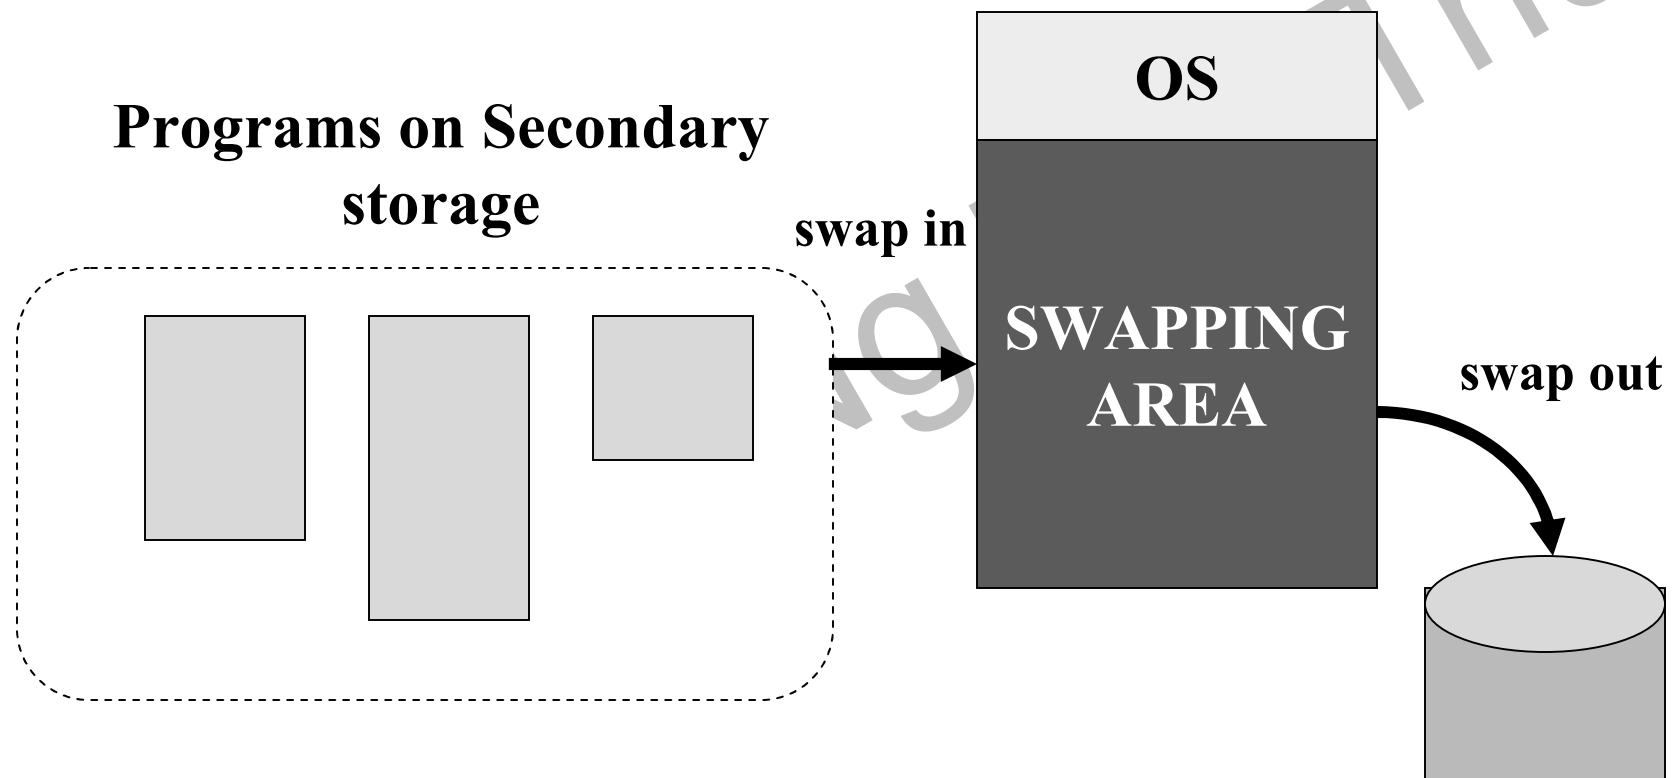 Programs on Secondary
storage
swap in
OS
SWAPPING
AREA
swap out